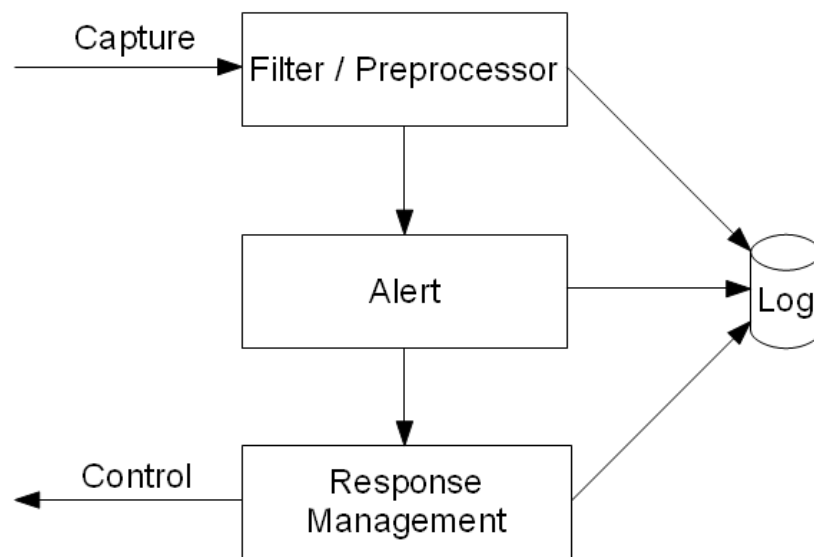 Capture
Filter / Preprocessor
Alert
Log
Control
Response
Management